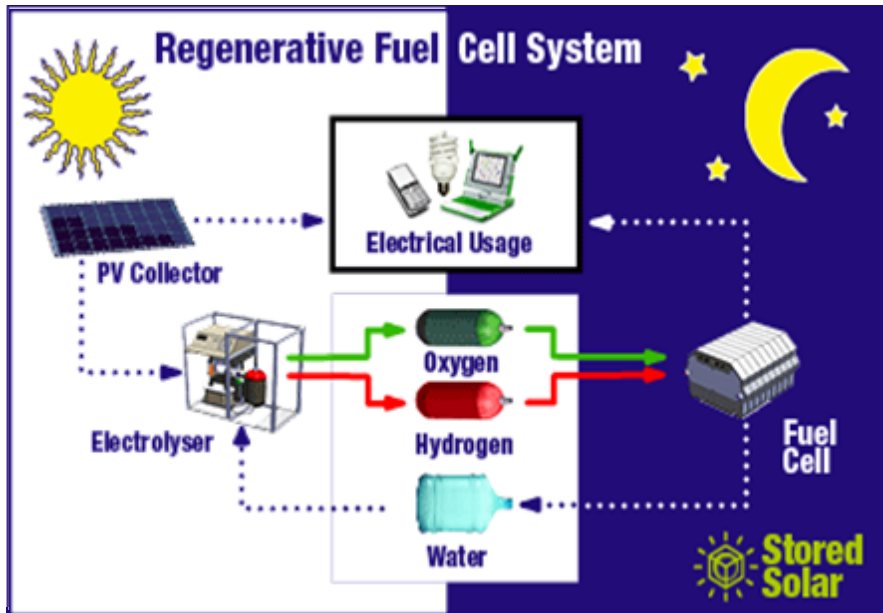 Regenerative Fuel Cell System
Electrical Usage
PV Collector
Oxygen
Electrolyser
Hydrogen
Fuel
Cell
Water
Stored
Solar